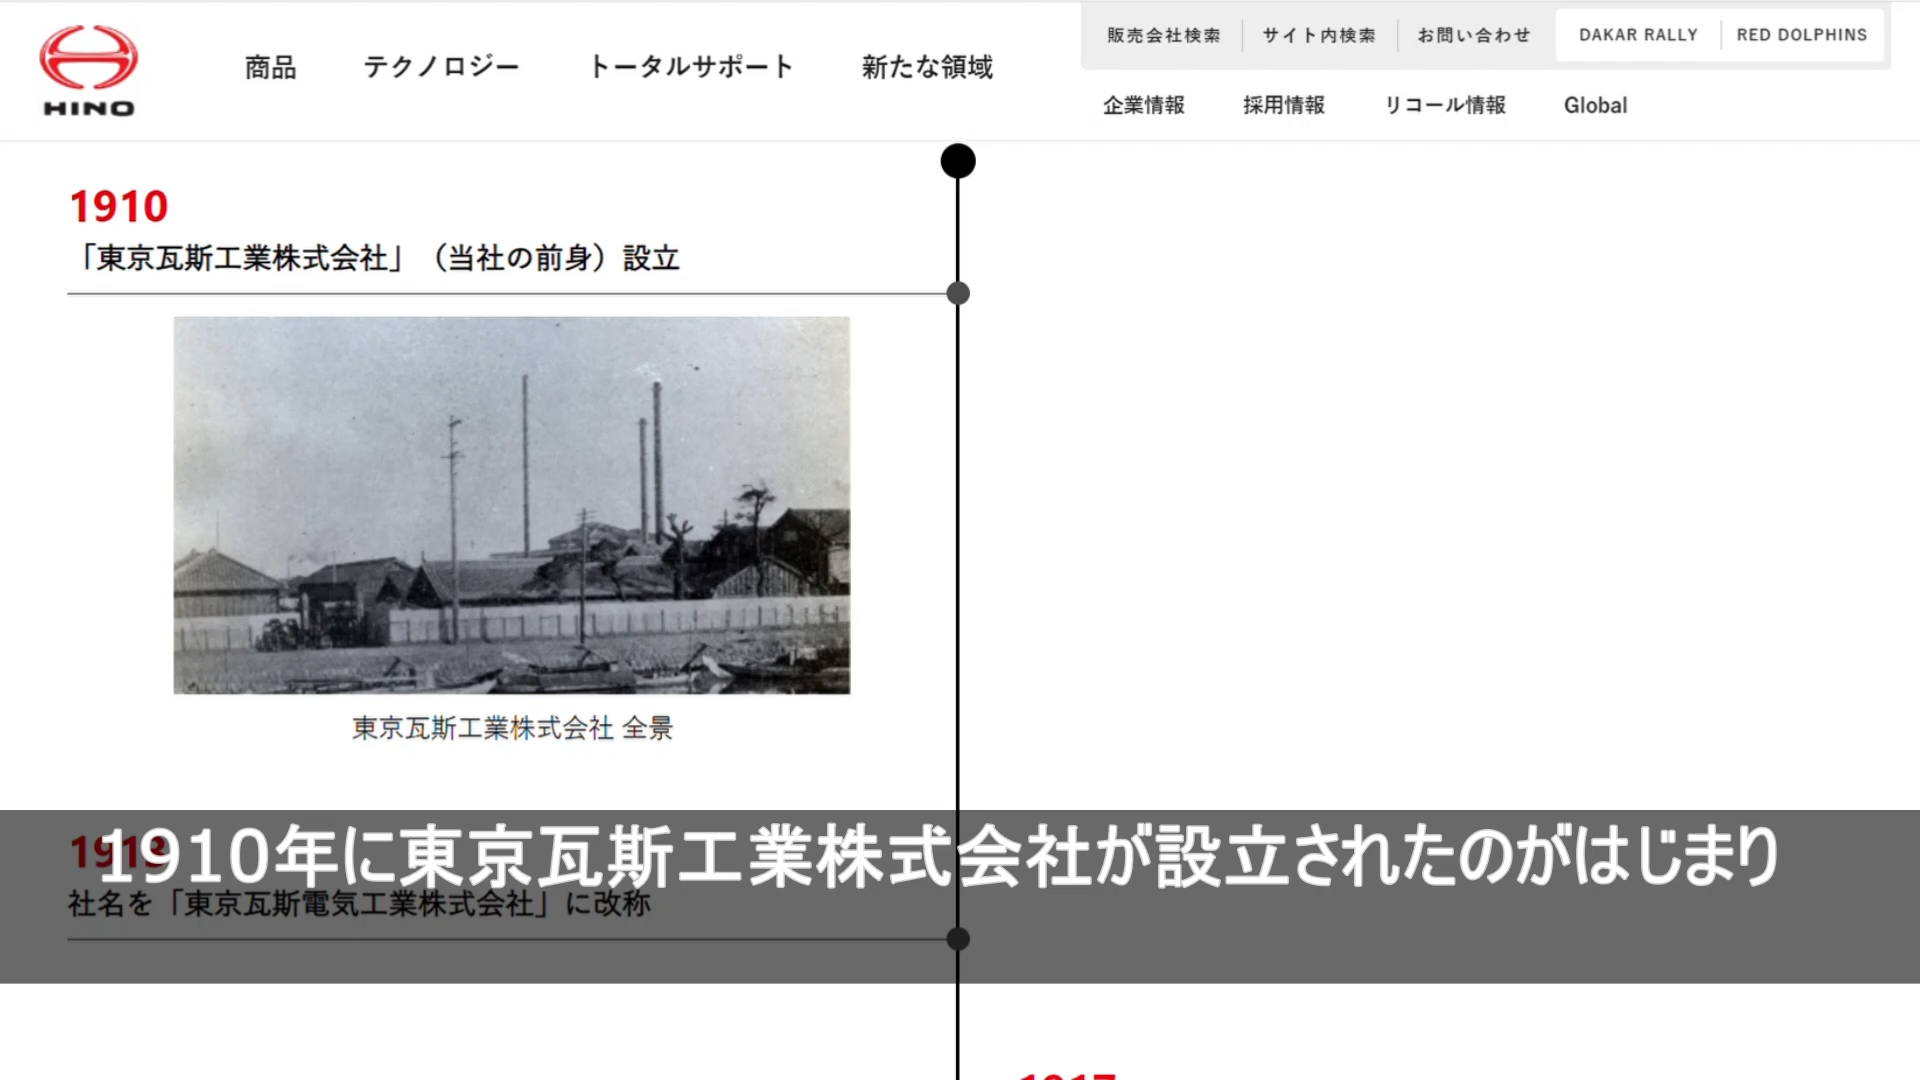 HINO
商品
テクノロジー
トータルサポート
新たな領域
販売会社検索
サイト内検索
お問い合わせ
DAKAR RALLY
RED DOLPHINS
企業情報
採用情報
リコール情報
Global
1910
「東京瓦斯工業株式会社」（当社の前身）設立
東京瓦斯工業株式会社 全景
1910年に東京瓦斯工業株式会社が設立されたのがはじまり
社名を「東京瓦斯電気工業株式会社」に改称
1917